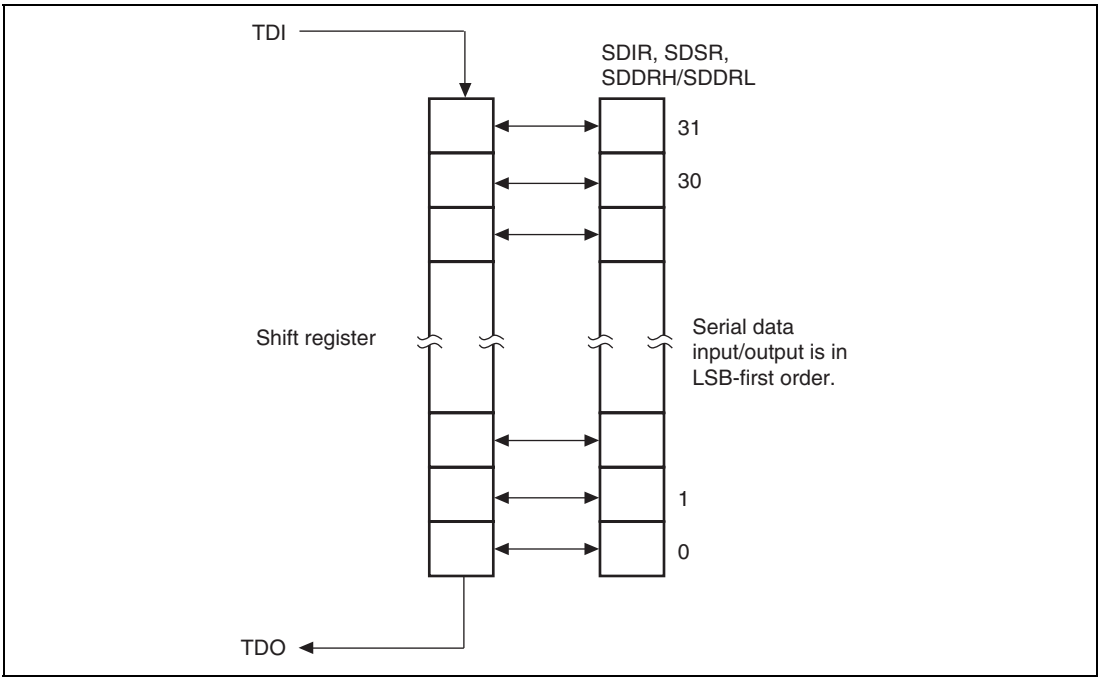 TDI
SDIR, SDSR,
SDDRH/SDDRL
31
30
Shift register
Serial data
input/output is in
LSB-first order.
1
0
TDO